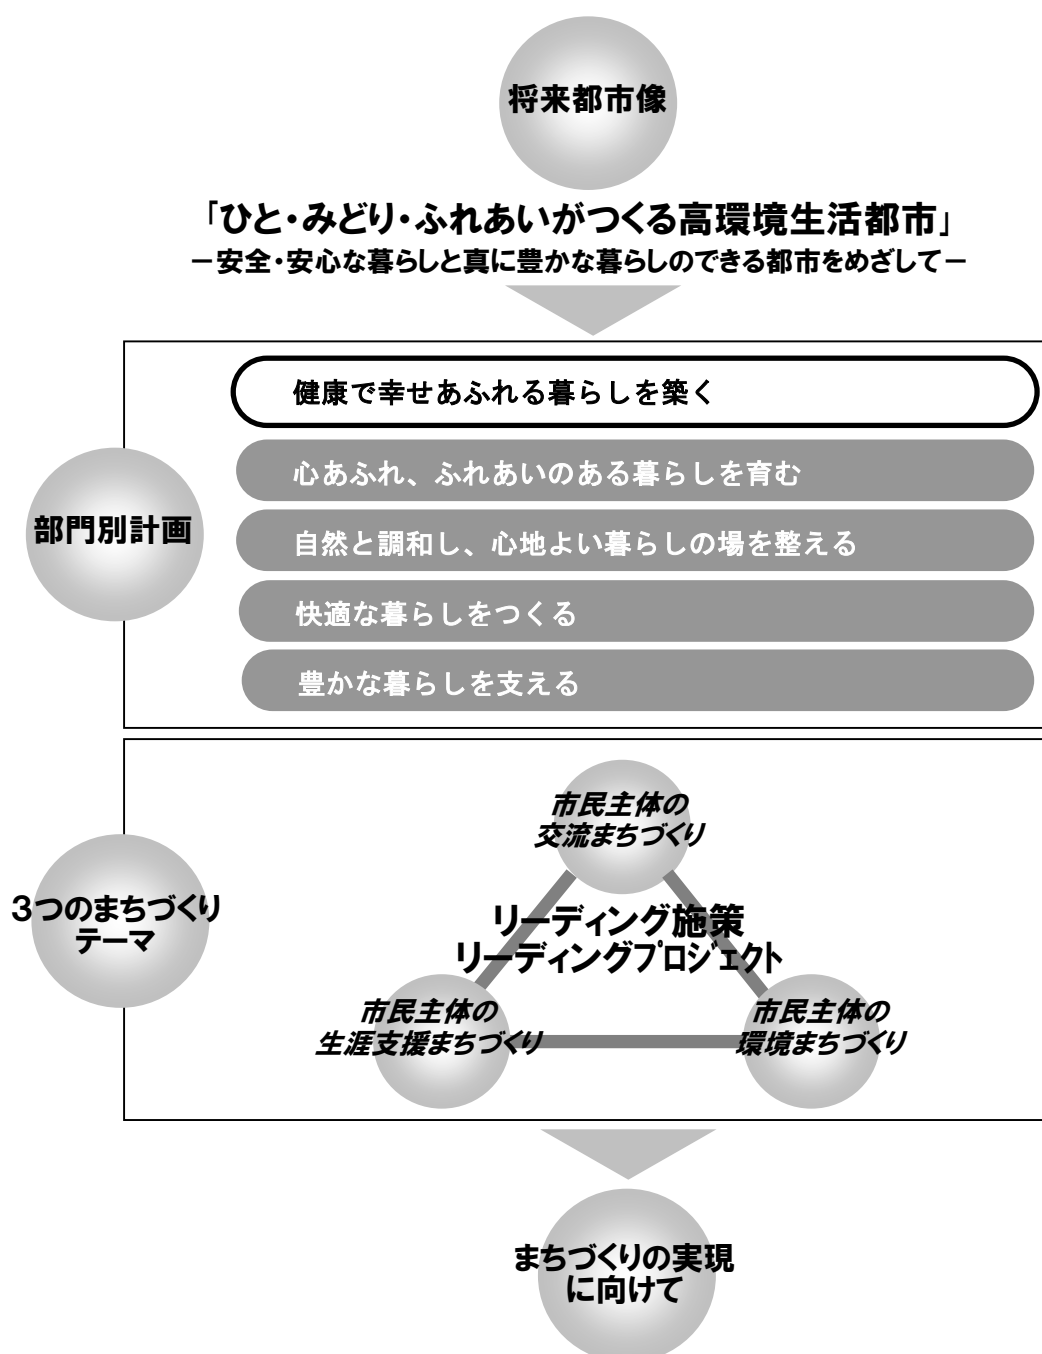 将来都市像
「ひと・みどり・ふれあいがつくる高環境生活都市」
－安全・安心な暮らしと真に豊かな暮らしのできる都市をめざして－
部門別計画
健康で幸せあふれる暮らしを築く
心あふれ、ふれあいのある暮らしを育む
自然と調和し、心地よい暮らしの場を整える
快適な暮らしをつくる
豊かな暮らしを支える
３つのまちづくり
テーマ
市民主体の
交流まちづくり
リーディング施策
リーディングプロジェクト
市民主体の
生涯支援まちづくり
市民主体の
環境まちづくり
まちづくりの実現
に向けて